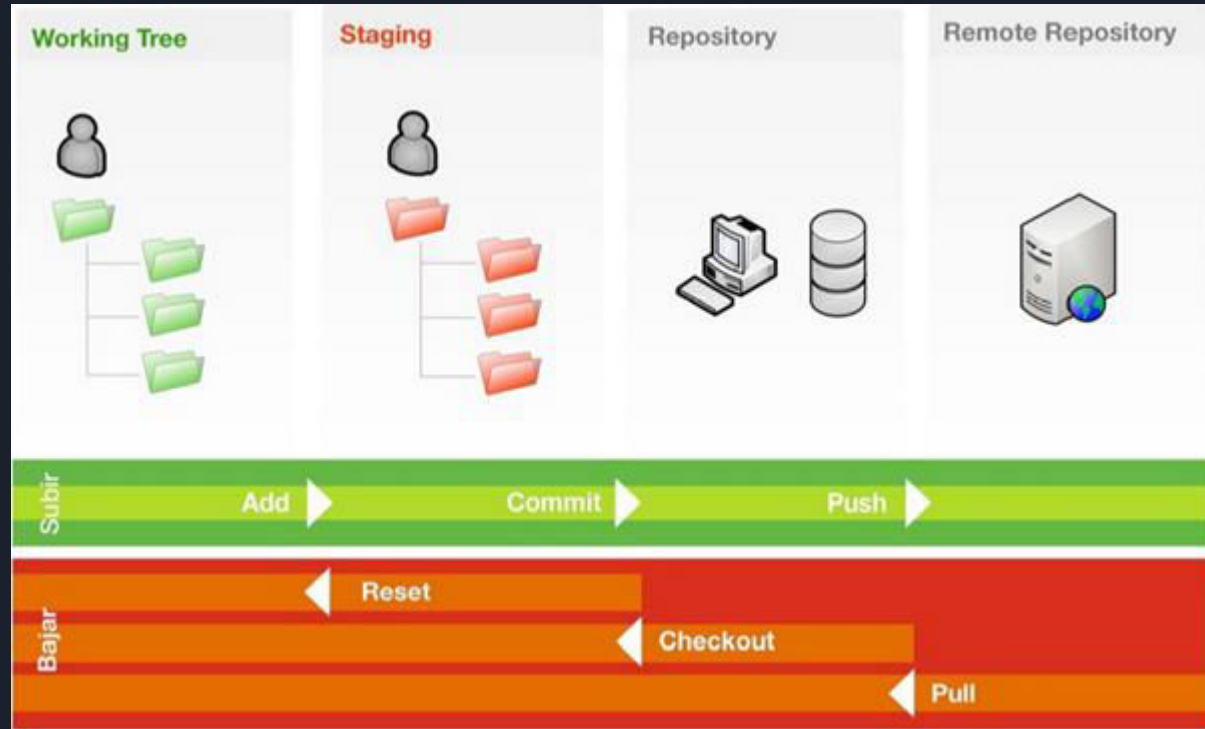 Working Tree
Staging
Repository
Remote Repository
Subir
Add
Commit
Push
Bajar
Reset
Checkout
Pull